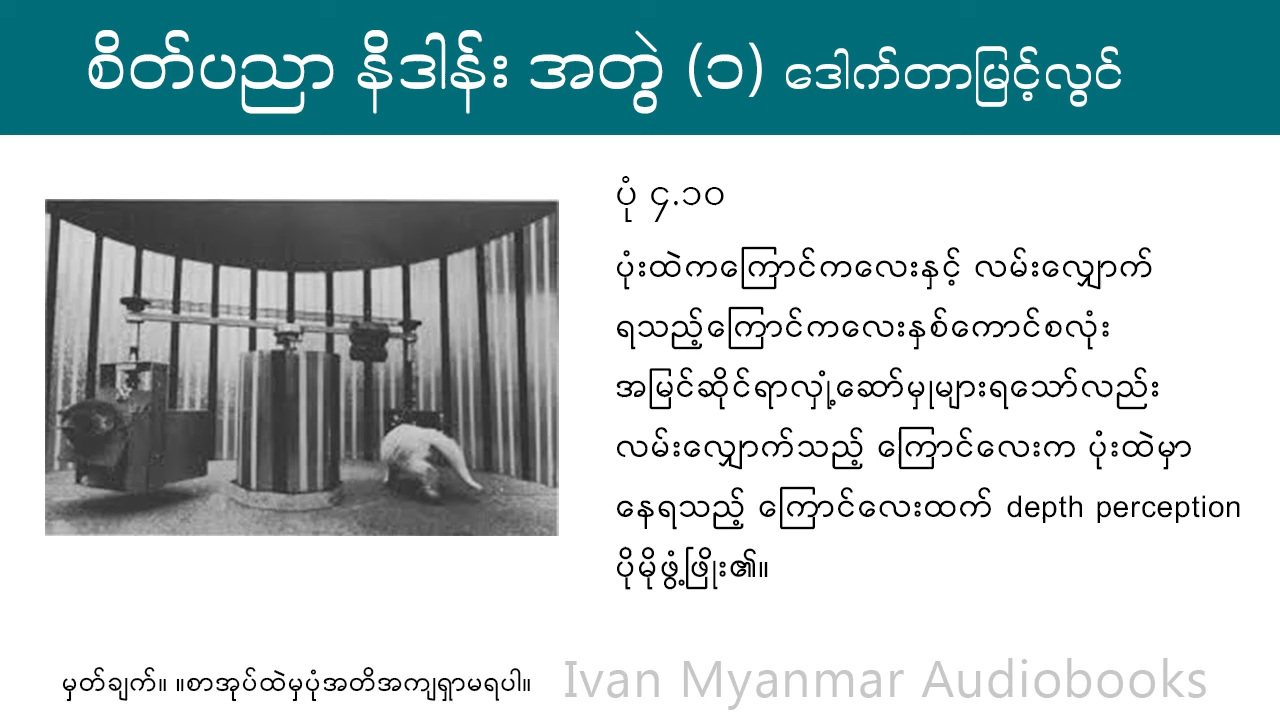 စိတ်ပညာ နိဒါန်း အတွဲ (၁) ဒေါက်တာမြင့်လွင်
ပုံ ၄.၁၀
ပုံးထဲကကြောင်ကလေးနှင့် လမ်းလျှောက်
ရသည့်ကြောင်ကလေးနှစ်ကောင်စလုံး
အမြင်ဆိုင်ရာလှုံ့ဆော်မှုများရသော်လည်း
လမ်းလျှောက်သည့် ကြောင်လေးက ပုံးထဲမှာ
နေရသည့် ကြောင်လေးထက် depth perception
ပိုမိုဖွံ့ဖြိုး၏။
မှတ်ချက်။ ။စာအုပ်ထဲမှပုံအတိအကျရှာမရပါ။
Ivan Myanmar Audiobooks